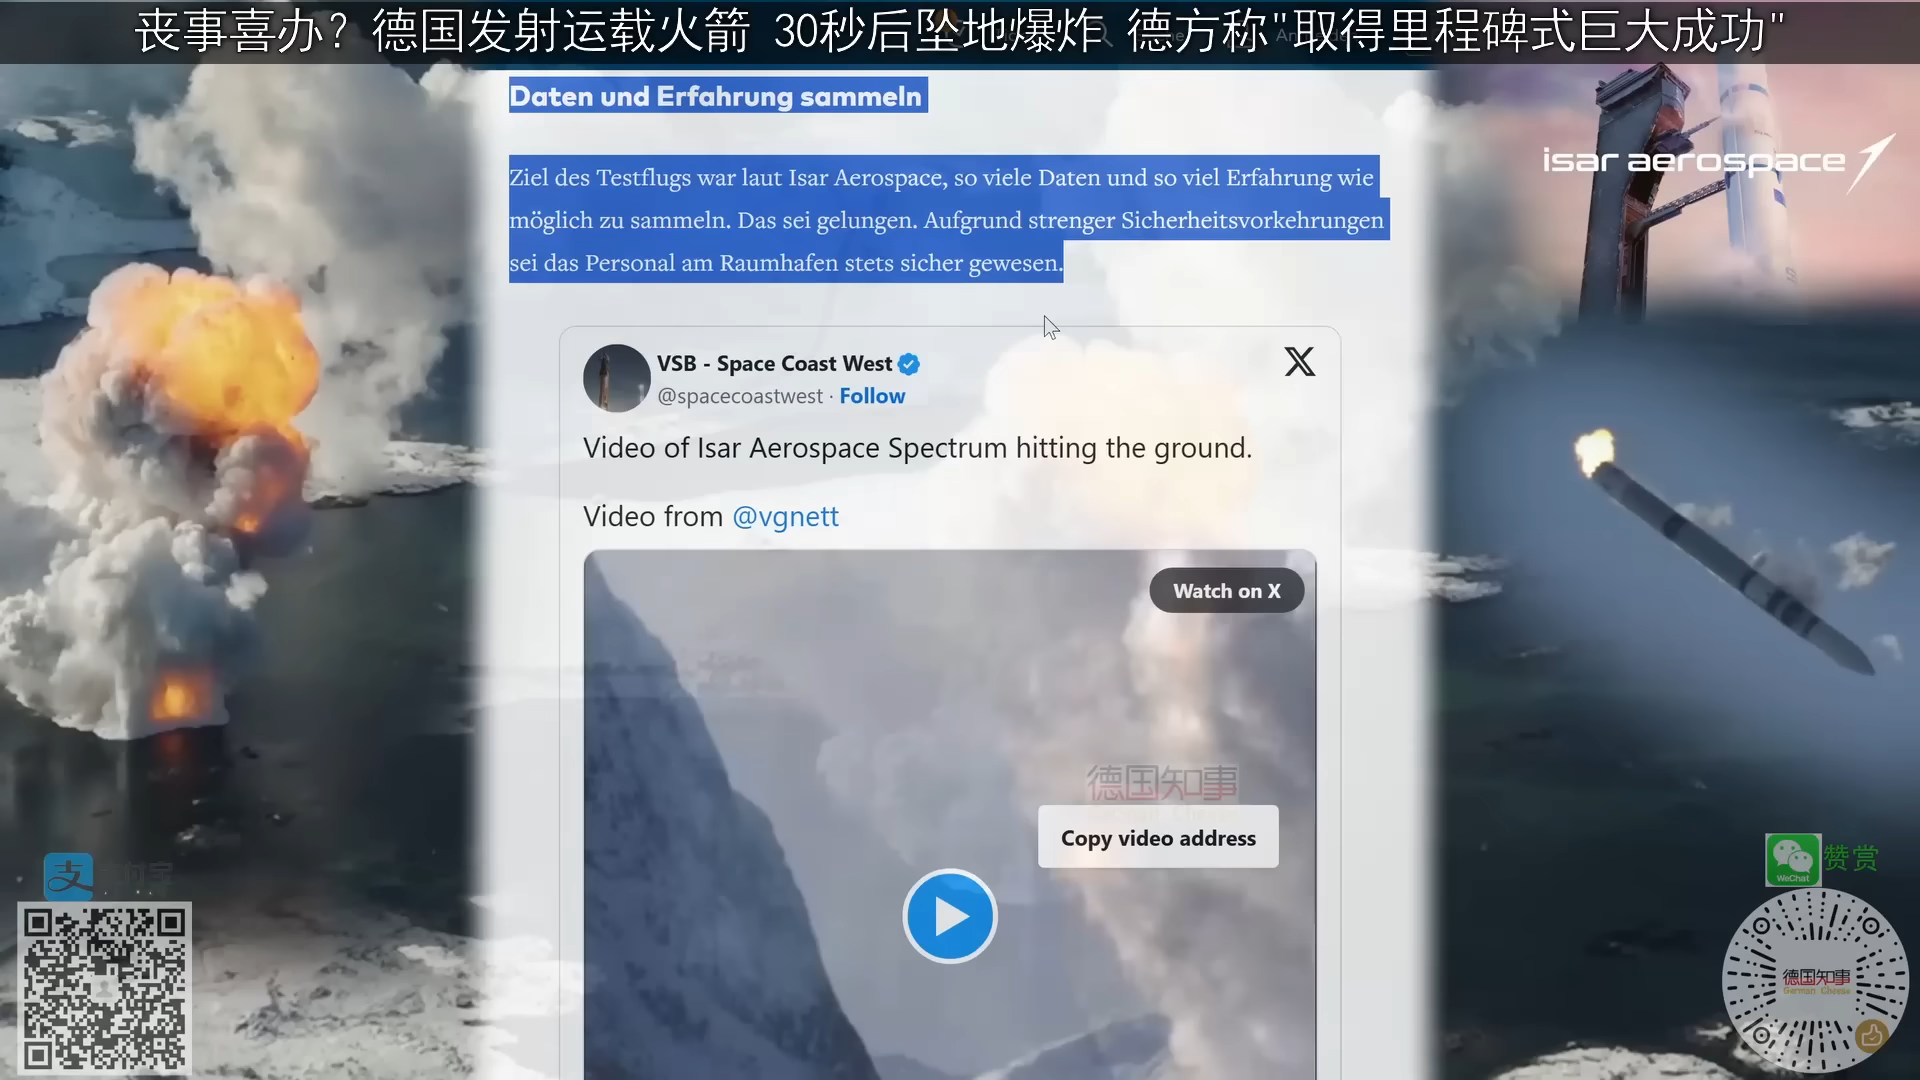 丧事喜办? 德国发射运载火箭 30秒后坠地爆炸 德方称"取得里程碑式巨大成功"
Daten und Erfahrung sammeln
isar aerospace
Ziel des Testflugs war laut Isar Aerospace, so viele Daten und so viel Erfahrung wie
möglich zu sammeln. Das sei gelungen. Aufgrund strenger Sicherheitsvorkehrungen
sei das Personal am Raumhafen stets sicher gewesen.
VSB - Space Coast West
@spacecoastwest · Follow
Video of Isar Aerospace Spectrum hitting the ground.
Video from @vgnett
Watch on X
德国知事
Copy video address
支
WeChat
赞赏
德国知事
German Cheese